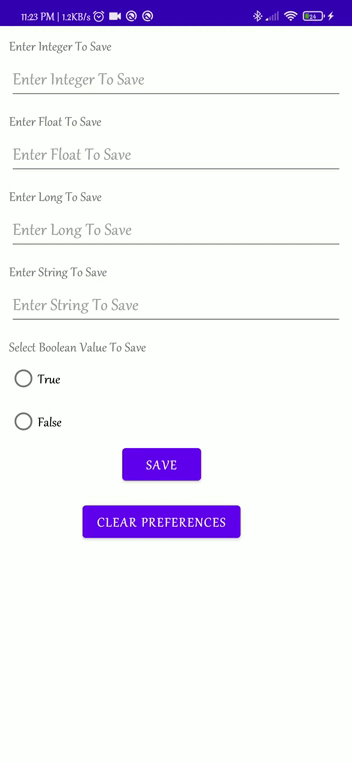 11:23 PM | 1.2KB/s
24
Enter Integer To Save
Enter Integer To Save
Enter Float To Save
Enter Float To Save
Enter Long To Save
Enter Long To Save
Enter String To Save
Enter String To Save
Select Boolean Value To Save
True
False
SAVE
CLEAR PREFERENCES